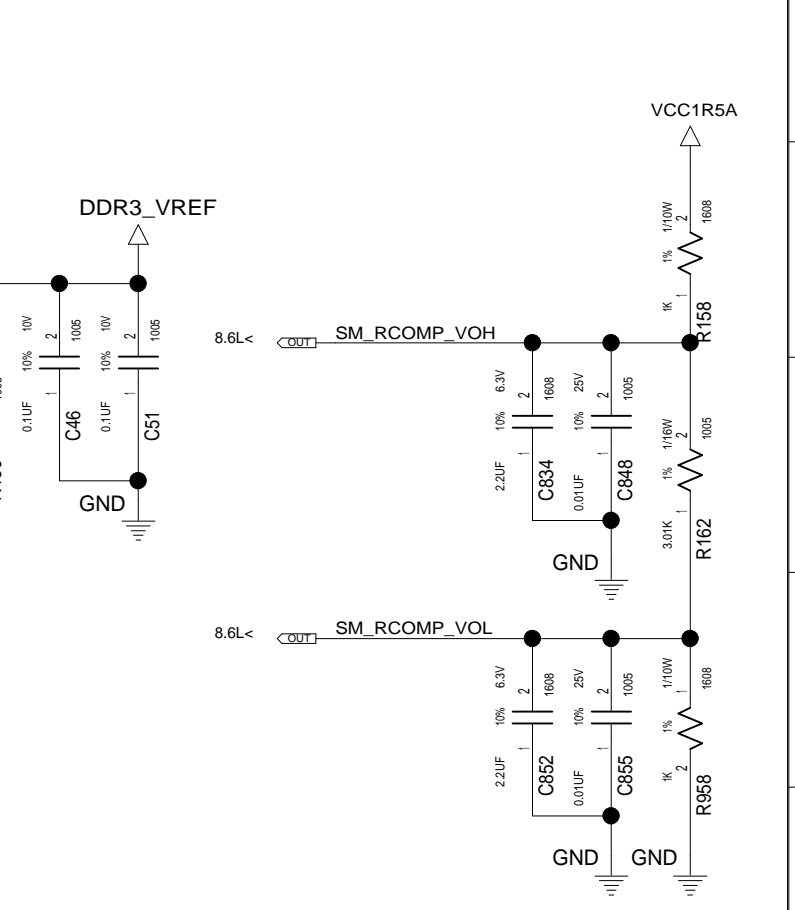 VCC1R5A
DDR3_VREF
1/10W
2
1608
1%
1K
1
R158
10V
2
1005
10%
1
0.1UF
C46
10V
2
1005
10%
1
0.1UF
C51
GND
8.6L<
OUT
SM_RCOMP_VOH
6.3V
2
1608
10%
1
2.2UF
C834
25V
2
1005
10%
1
0.01UF
C848
GND
1/16W
2
1005
1%
1
3.01K
R162
8.6L<
OUT
SM_RCOMP_VOL
6.3V
2
1608
10%
1
2.2UF
C852
25V
2
1005
10%
1
0.01UF
C855
GND
1/10W
1
1608
1%
1K
2
R958
GND